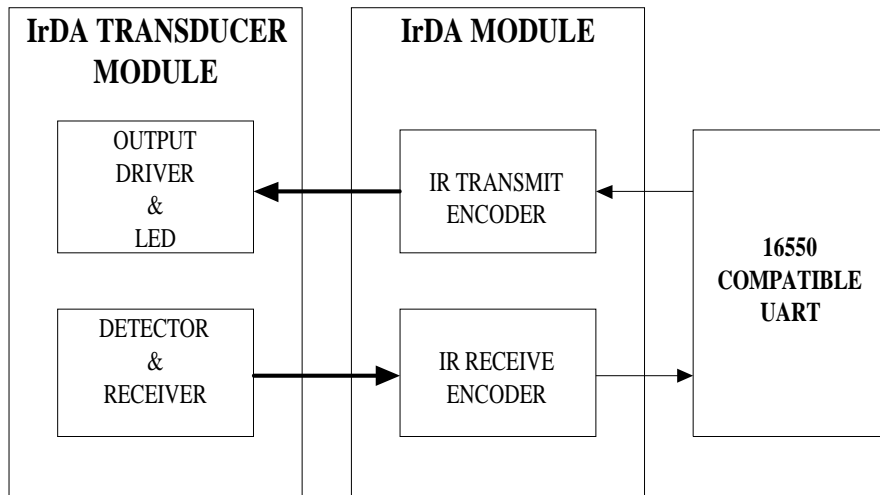 IrDA TRANSDUCER
MODULE
IrDA MODULE
OUTPUT
DRIVER
&
LED
IR TRANSMIT
ENCODER
16550
COMPATIBLE
UART
DETECTOR
&
RECEIVER
IR RECEIVE
ENCODER